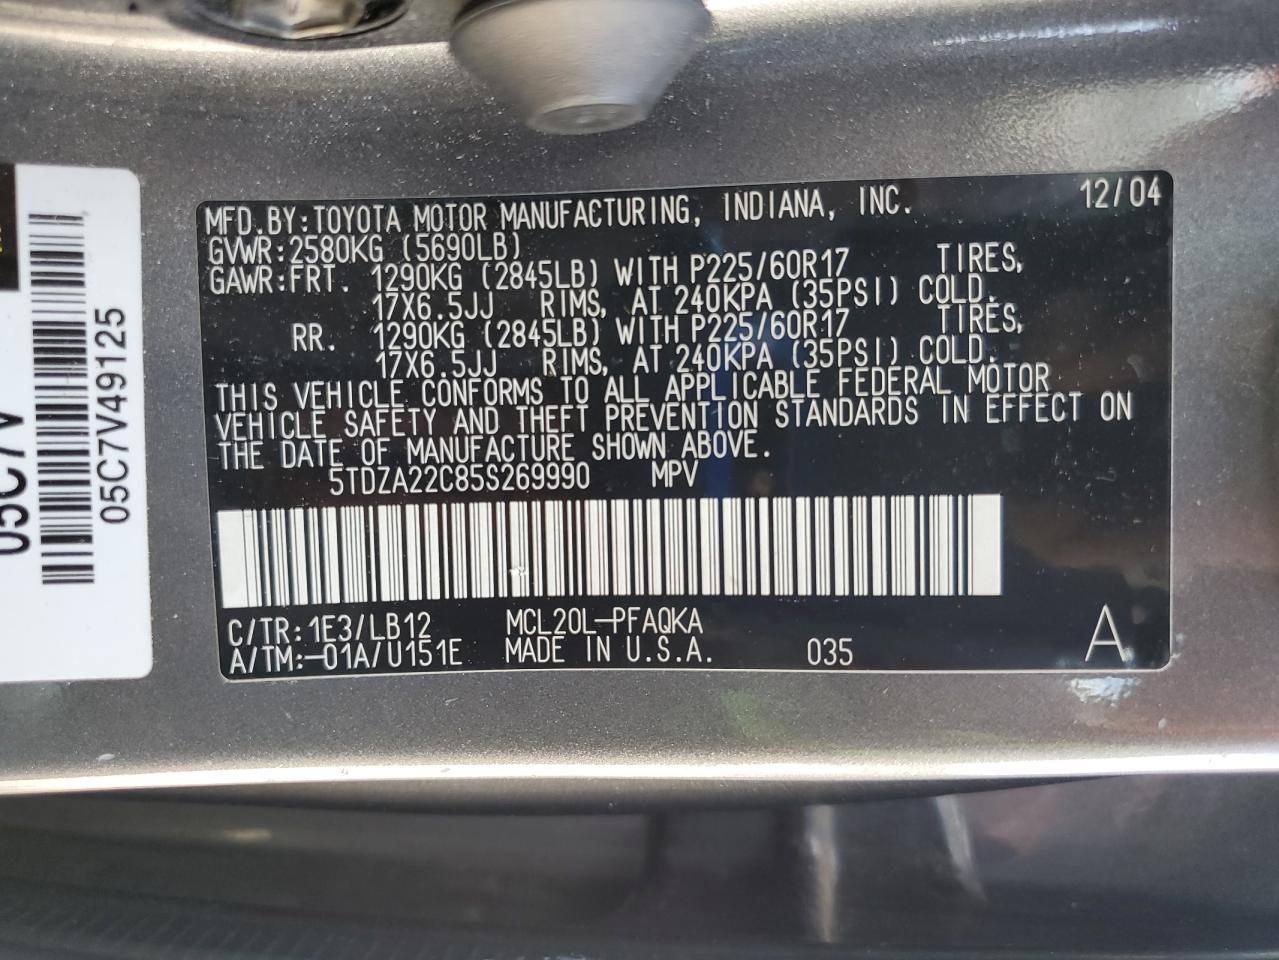 MFD.BY:TOYOTA MOTOR MANUFACTURING, INDIANA, INC. 12/04
GVWR:2580KG (5690LB)
GAWR:FRT. 1290KG (2845LB) WITH P225/60R17 TIRES,
17X6.5JJ RIMS, AT 240KPA (35PSI) COLD.
RR. 1290KG (2845LB) WITH P225/60R17 TIRES,
17X6.5JJ RIMS, AT 240KPA (35PSI) COLD.
THIS VEHICLE CONFORMS TO ALL APPLICABLE FEDERAL MOTOR
VEHICLE SAFETY AND THEFT PREVENTION STANDARDS IN EFFECT ON
THE DATE OF MANUFACTURE SHOWN ABOVE.
5TDZA22C85S269990 MPV
C/TR:1E3/LB12 MCL20L-PFAQKA
A/TM:-01A/U151E MADE IN U.S.A. 035 A
05C7V491125
05C7V